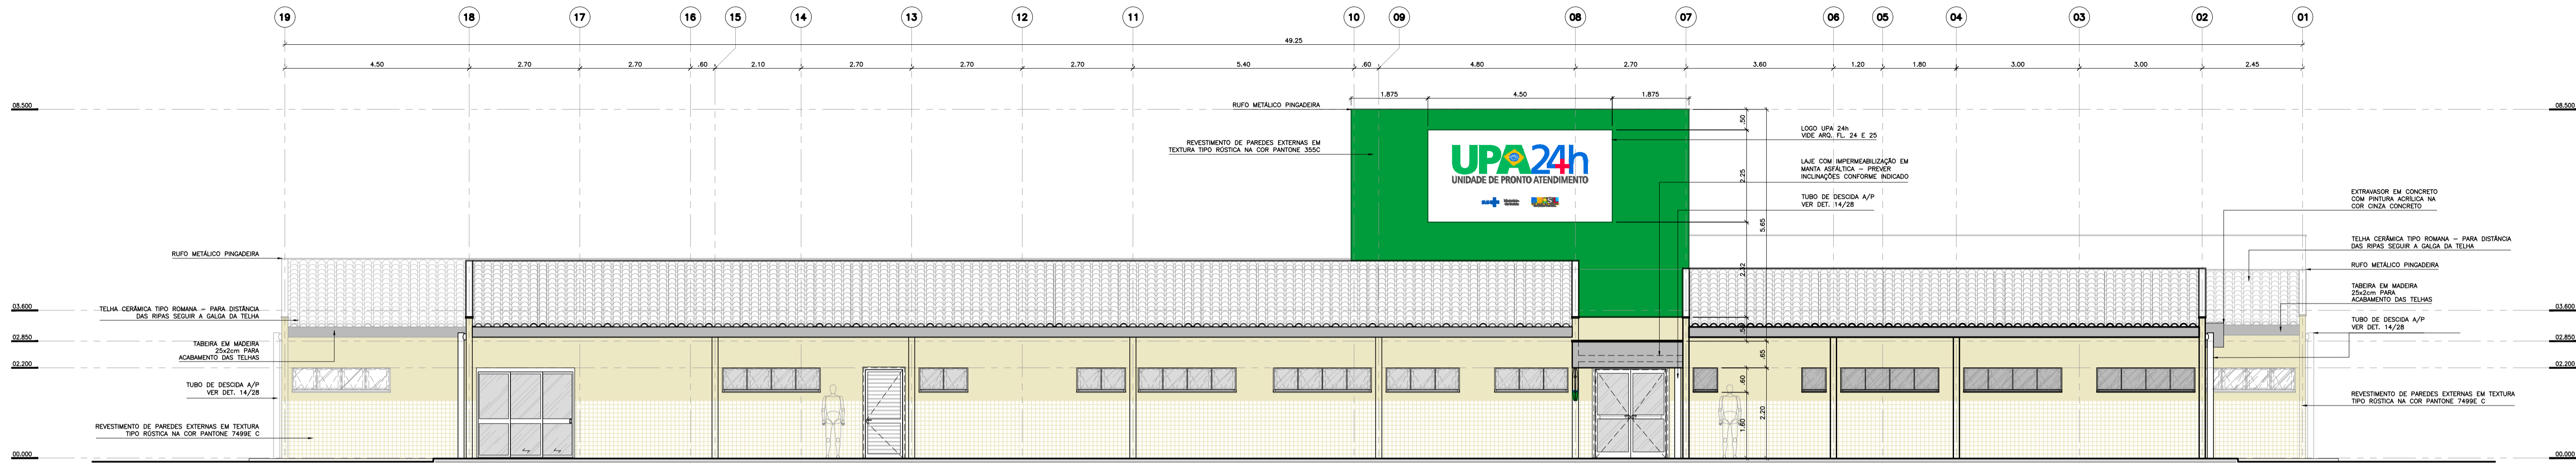 19 18 17 16 15 14 13 12 11 10 09 08 07 06 05 04 03 02 01
49.25
4.50 2.70 2.70 .60 2.10 2.70 2.70 2.70 5.40 .60 4.80 2.70 3.60 1.20 1.80 3.00 3.00 2.45
1.875 4.50 1.875
08.500
RUFO METÁLICO PINGADEIRA
08.500
.50
REVESTIMENTO DE PAREDES EXTERNAS EM
TEXTURA TIPO RÚSTICA NA COR PANTONE 355C
LOGO UPA 24h
VIDE ARQ. FL. 24 E 25
UPA24h
UNIDADE DE PRONTO ATENDIMENTO
SUS
LAJE COM IMPERMEABILIZAÇÃO EM
MANTA ASFÁLTICA – PREVER
INCLINAÇÕES CONFORME INDICADO
2.25
TUBO DE DESCIDA A/P
VER DET. 14/28
5.65
EXTRAVASOR EM CONCRETO
COM PINTURA ACRÍLICA NA
COR CINZA CONCRETO
TELHA CERÂMICA TIPO ROMANA – PARA DISTÂNCIA
DAS RIPAS SEGUIR A GALGA DA TELHA
RUFO METÁLICO PINGADEIRA
RUFO METÁLICO PINGADEIRA
2.32
TABEIRA EM MADEIRA
25x2cm PARA
ACABAMENTO DAS TELHAS
03.600
TELHA CERÂMICA TIPO ROMANA – PARA DISTÂNCIA
DAS RIPAS SEGUIR A GALGA DA TELHA
03.600
TUBO DE DESCIDA A/P
VER DET. 14/28
.58
02.850
TABEIRA EM MADEIRA
25x2cm PARA
ACABAMENTO DAS TELHAS
02.850
.65
02.200
02.200
TUBO DE DESCIDA A/P
VER DET. 14/28
.60
REVESTIMENTO DE PAREDES EXTERNAS EM TEXTURA
TIPO RÚSTICA NA COR PANTONE 7499E C
2.20
1.60
REVESTIMENTO DE PAREDES EXTERNAS EM TEXTURA
TIPO RÚSTICA NA COR PANTONE 7499E C
00.000
00.000